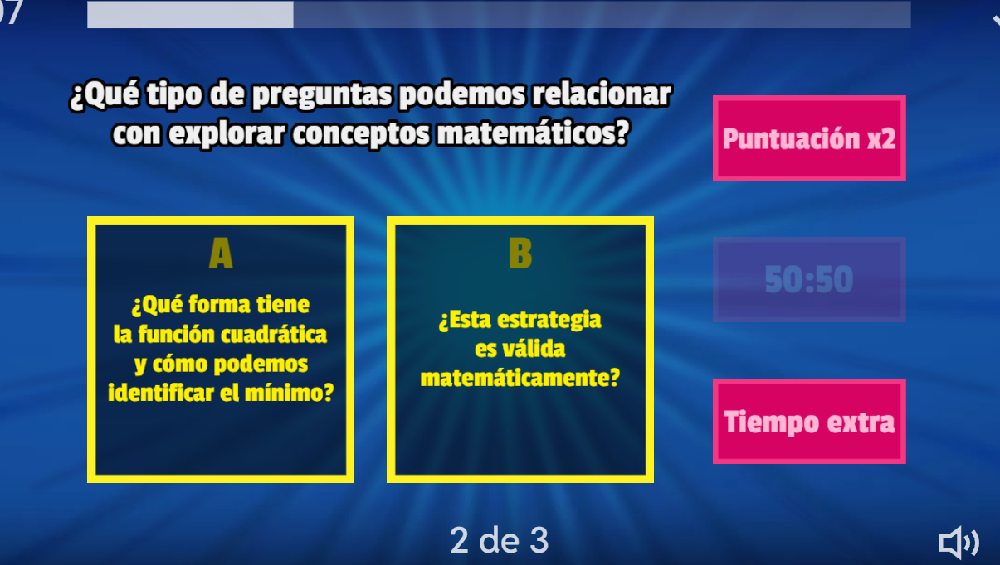 07
¿Qué tipo de preguntas podemos relacionar
con explorar conceptos matemáticos?
Puntuación x2
A
¿Qué forma tiene
la función cuadrática
y cómo podemos
identificar el mínimo?
B
¿Esta estrategia
es válida
matemáticamente?
50:50
Tiempo extra
2 de 3